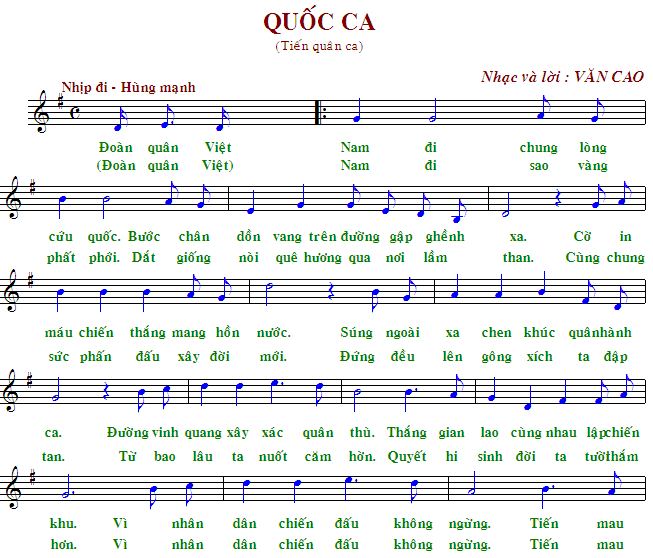 QUỐC CA
(Tiến quân ca)
Nhạc và lời : VĂN CAO
Nhịp đi - Hùng mạnh
Đoàn quân Việt Nam đi chung lòng
(Đoàn quân Việt) Nam đi sao vàng
cứu quốc. Bước chân dồn vang trên đường gập ghềnh xa. Cờ in
phất phới. Dắt giống nòi quê hương qua nơi lầm than. Cùng chung
máu chiến thắng mang hồn nước. Súng ngoài xa chen khúc quânhành
sức phấn đấu xây đời mới. Đứng đều lên gông xích ta đập
ca. Đường vinh quang xây xác quân thù. Thắng gian lao cùng nhau lậpchiến
tan. Từ bao lâu ta nuốt căm hờn. Quyết hi sinh đời ta tươithắm
khu. Vì nhân dân chiến đấu không ngừng. Tiến mau
hơn. Vì nhân dân chiến đấu không ngừng. Tiến mau